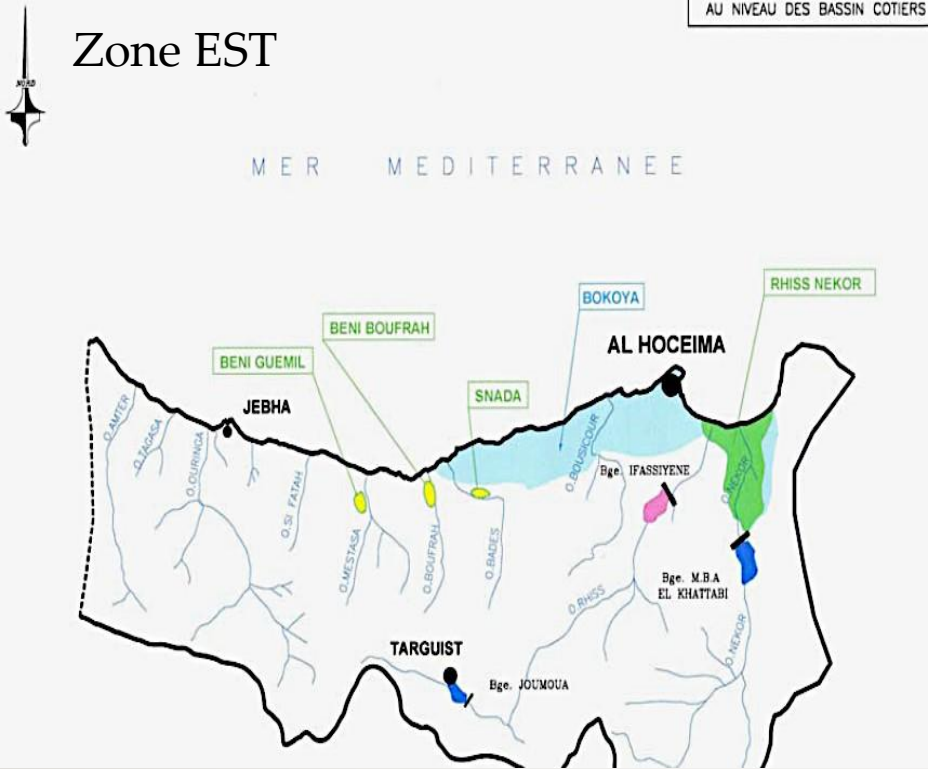 AU NIVEAU DES BASSIN COTIERS
Zone EST
NORD
MER MEDITERRANEE
RHISS NEKOR
BOKOYA
BENI BOUFRAH
AL HOCEIMA
BENI GUEMIL
SNADA
JEBHA
O.AMTER
O.TAGASA
O.OURINGA
O.SI FATAH
O.MESTASA
O.BOUFRAH
O.BADES
O.BOUSICOUR
Bge. IFASSIYENE
O.NEKOR
Bge. M.B.A
EL KHATTABI
O.RHISS
O.NEKOR
TARGUIST
Bge. JOUMOUA